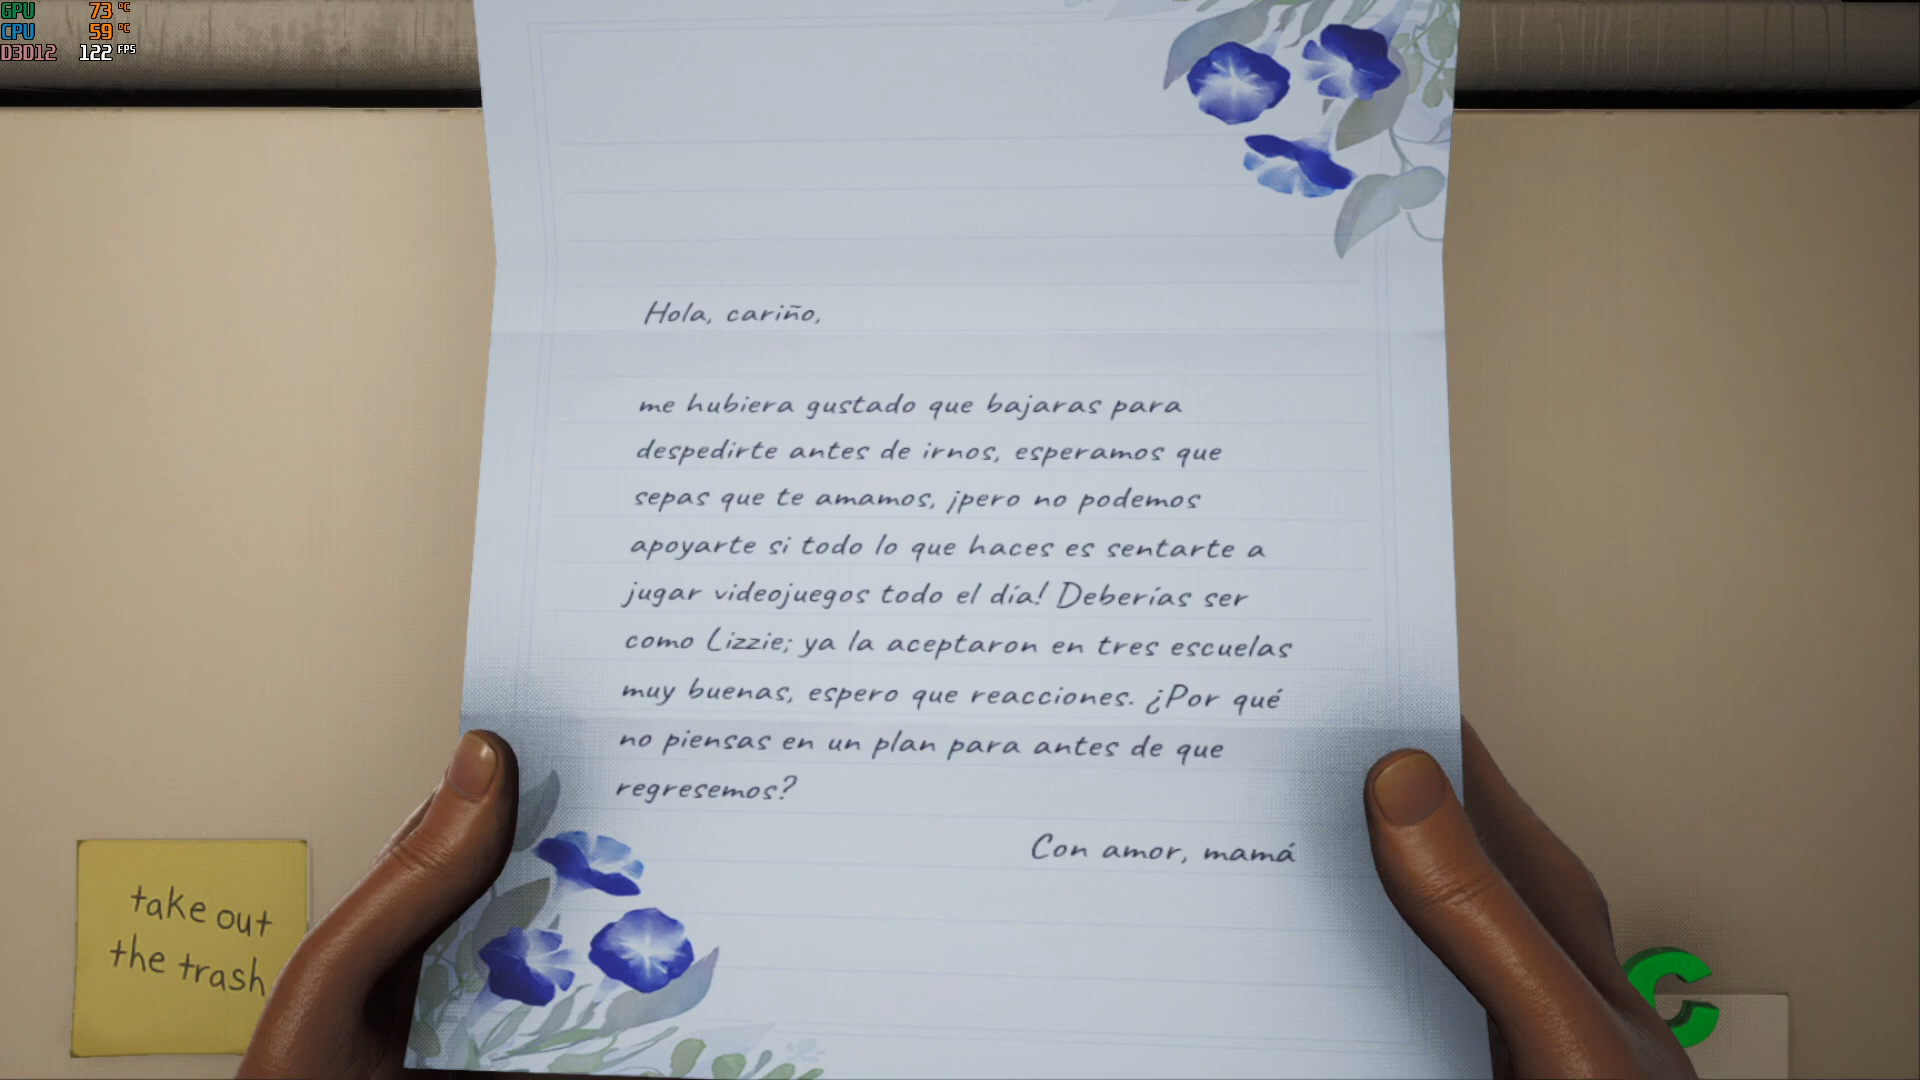 GPU 73 °C
CPU 59 °C
D3D12 122 FPS
Hola, cariño,
me hubiera gustado que bajaras para
despedirte antes de irnos, esperamos que
sepas que te amamos, ¡pero no podemos
apoyarte si todo lo que haces es sentarte a
jugar videojuegos todo el día! Deberías ser
como Lizzie; ya la aceptaron en tres escuelas
muy buenas, espero que reacciones. ¿Por qué
no piensas en un plan para antes de que
regresemos?
Con amor, mamá
take out
the trash
C